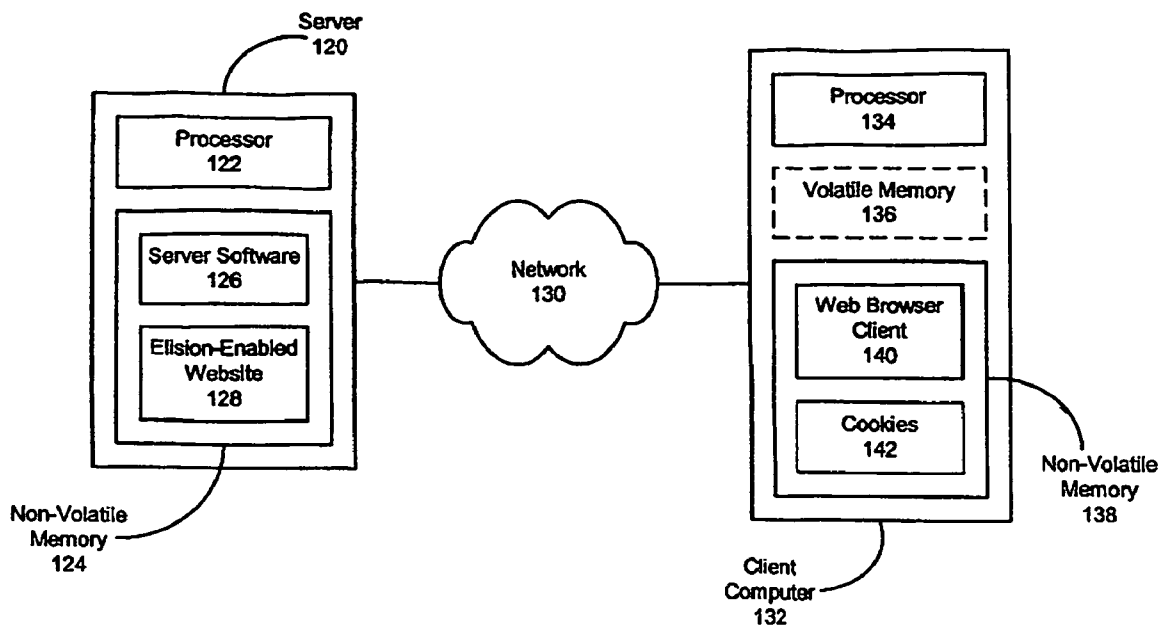 Server
120
Processor
122
Server Software
126
Elision-Enabled
Website
128
Non-Volatile
Memory
124
Network
130
Processor
134
Volatile Memory
136
Web Browser
Client
140
Cookies
142
Non-Volatile
Memory
138
Client
Computer
132